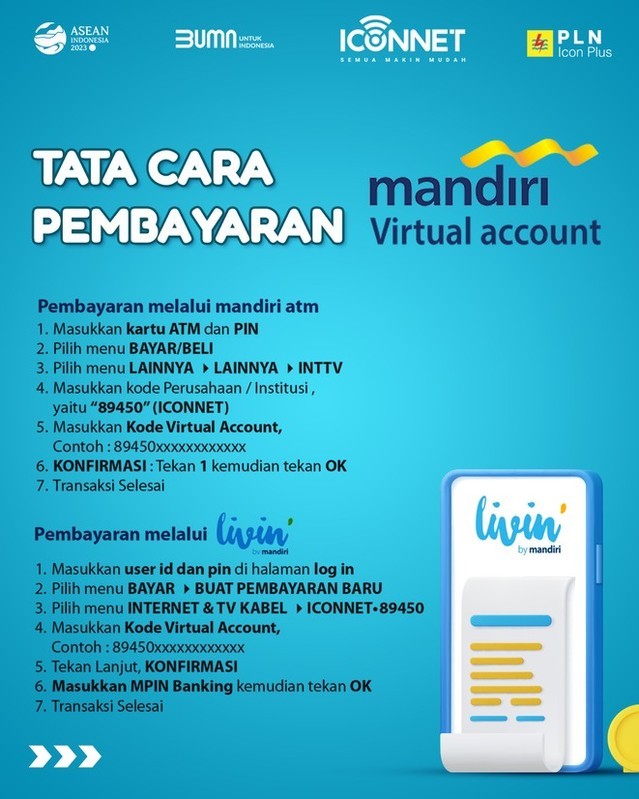 ASEAN
INDONESIA
2023
BUMN UNTUK
INDONESIA
ICONNET
SEMUA MAKIN MUDAH
PLN
Icon Plus
TATA CARA
PEMBAYARAN
mandiri
Virtual account
Pembayaran melalui mandiri atm
1. Masukkan kartu ATM dan PIN
2. Pilih menu BAYAR/BELI
3. Pilih menu LAINNYA ▸ LAINNYA ▸ INTTV
4. Masukkan kode Perusahaan / Institusi ,
yaitu “89450” (ICONNET)
5. Masukkan Kode Virtual Account,
Contoh : 89450xxxxxxxxxxxx
6. KONFIRMASI : Tekan 1 kemudian tekan OK
7. Transaksi Selesai
Pembayaran melalui livin'
by mandiri
1. Masukkan user id dan pin di halaman log in
2. Pilih menu BAYAR ▸ BUAT PEMBAYARAN BARU
3. Pilih menu INTERNET & TV KABEL ▸ ICONNET•89450
4. Masukkan Kode Virtual Account,
Contoh : 89450xxxxxxxxxxxx
5. Tekan Lanjut, KONFIRMASI
6. Masukkan MPIN Banking kemudian tekan OK
7. Transaksi Selesai
livin'
by mandiri